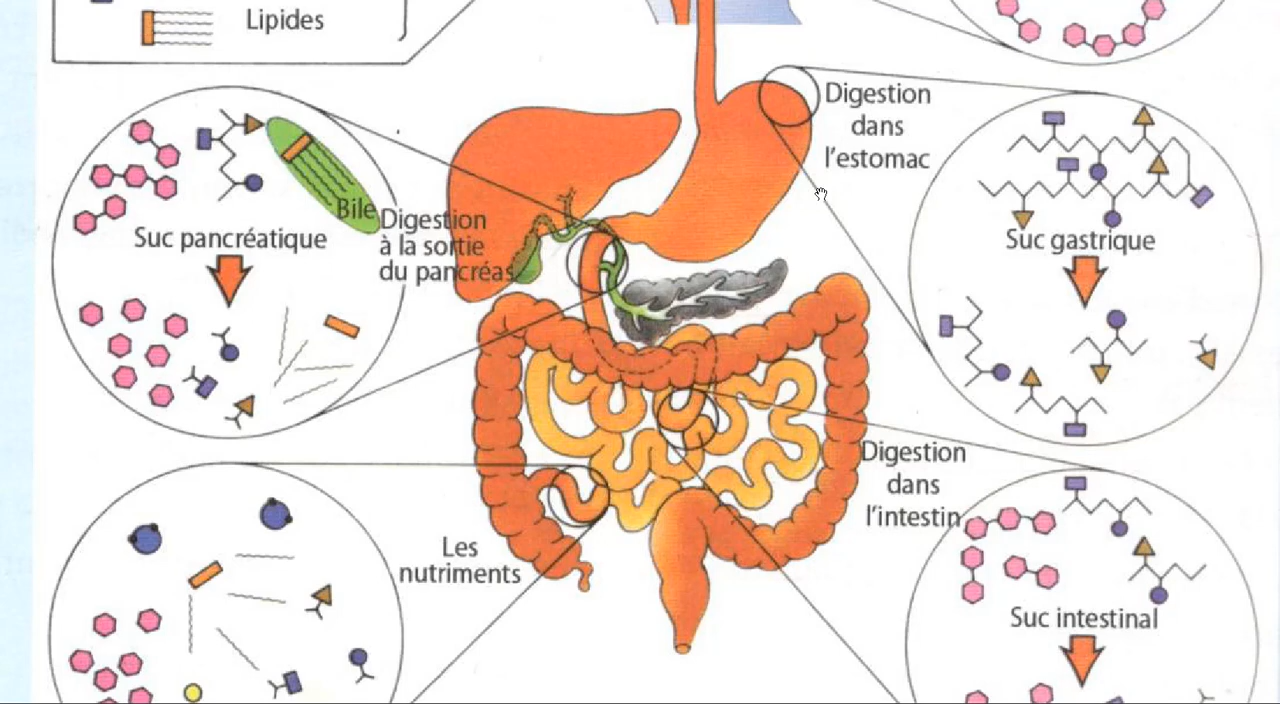 Lipides
Digestion
dans
l'estomac
Bile
Digestion
à la sortie
du pancréas
Suc pancréatique
Suc gastrique
Digestion
dans
l'intestin
Les
nutriments
Suc intestinal